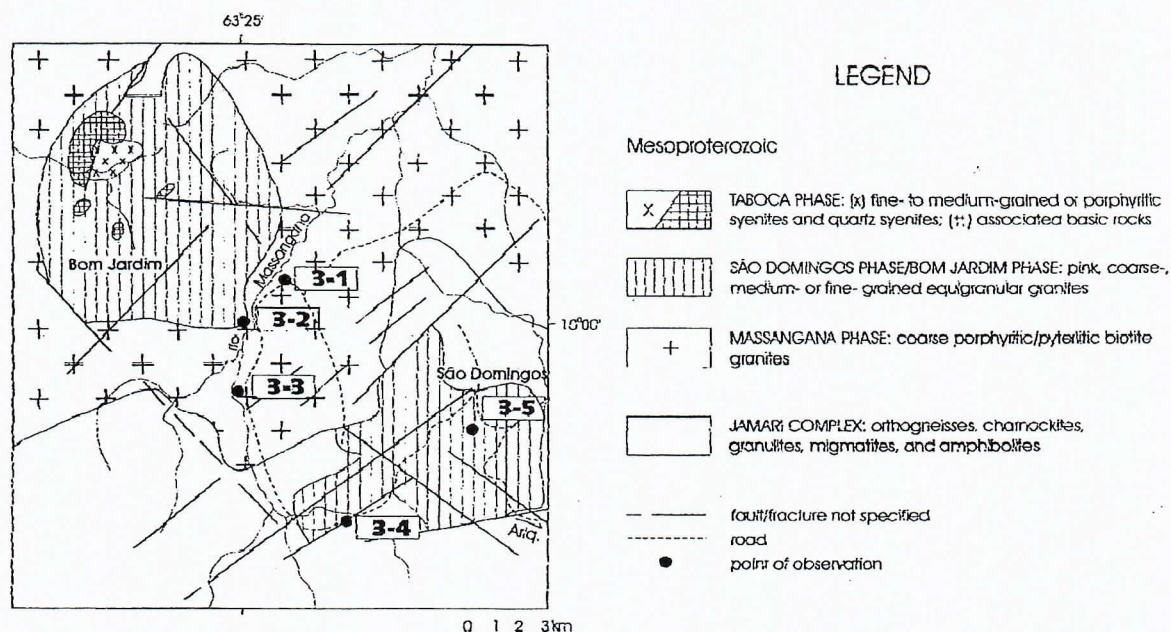 63°25'
Bom Jardim
Massangana
3-1
3-2
3-3
10°00'
São Domingos
3-5
3-4
Ariq.
0 1 2 3km
LEGEND
Mesoproterozoic
X
TABOCA PHASE: (x) fine- to medium-grained or porphyritic
syenites and quartz syenites; (++) associated basic rocks
SÃO DOMINGOS PHASE/BOM JARDIM PHASE: pink, coarse-,
medium- or fine- grained equigranular granites
+
MASSANGANA PHASE: coarse porphyritic/pyterlitic biotite
granites
JAMARI COMPLEX: orthogneisses, charnockites,
granulites, migmatites, and amphibolites
fault/fracture not specified
road
point of observation